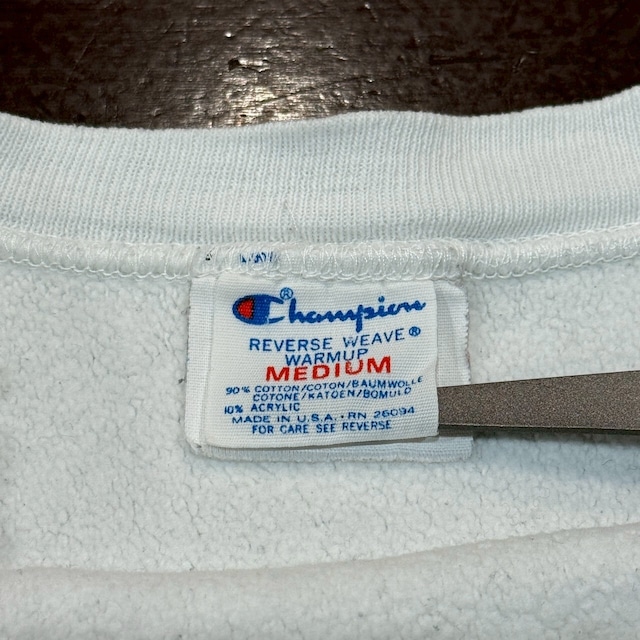 Champion®
REVERSE WEAVE®
WARMUP
MEDIUM
90% COTTON/COTON/BAUMWOLLE
COTONE/KATOEN/BOMULD
10% ACRYLIC
MADE IN U.S.A. · RN 26094
FOR CARE SEE REVERSE